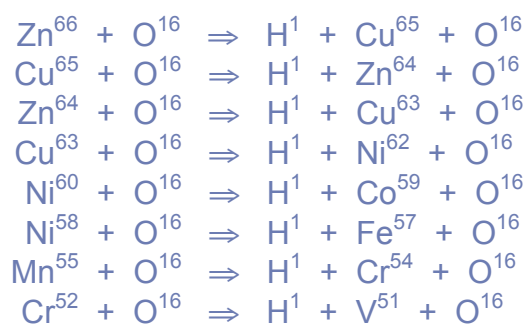 Zn⁶⁶ + O¹⁶ ⇒ H¹ + Cu⁶⁵ + O¹⁶
Cu⁶⁵ + O¹⁶ ⇒ H¹ + Zn⁶⁴ + O¹⁶
Zn⁶⁴ + O¹⁶ ⇒ H¹ + Cu⁶³ + O¹⁶
Cu⁶³ + O¹⁶ ⇒ H¹ + Ni⁶² + O¹⁶
Ni⁶⁰ + O¹⁶ ⇒ H¹ + Co⁵⁹ + O¹⁶
Ni⁵⁸ + O¹⁶ ⇒ H¹ + Fe⁵⁷ + O¹⁶
Mn⁵⁵ + O¹⁶ ⇒ H¹ + Cr⁵⁴ + O¹⁶
Cr⁵² + O¹⁶ ⇒ H¹ + V⁵¹ + O¹⁶